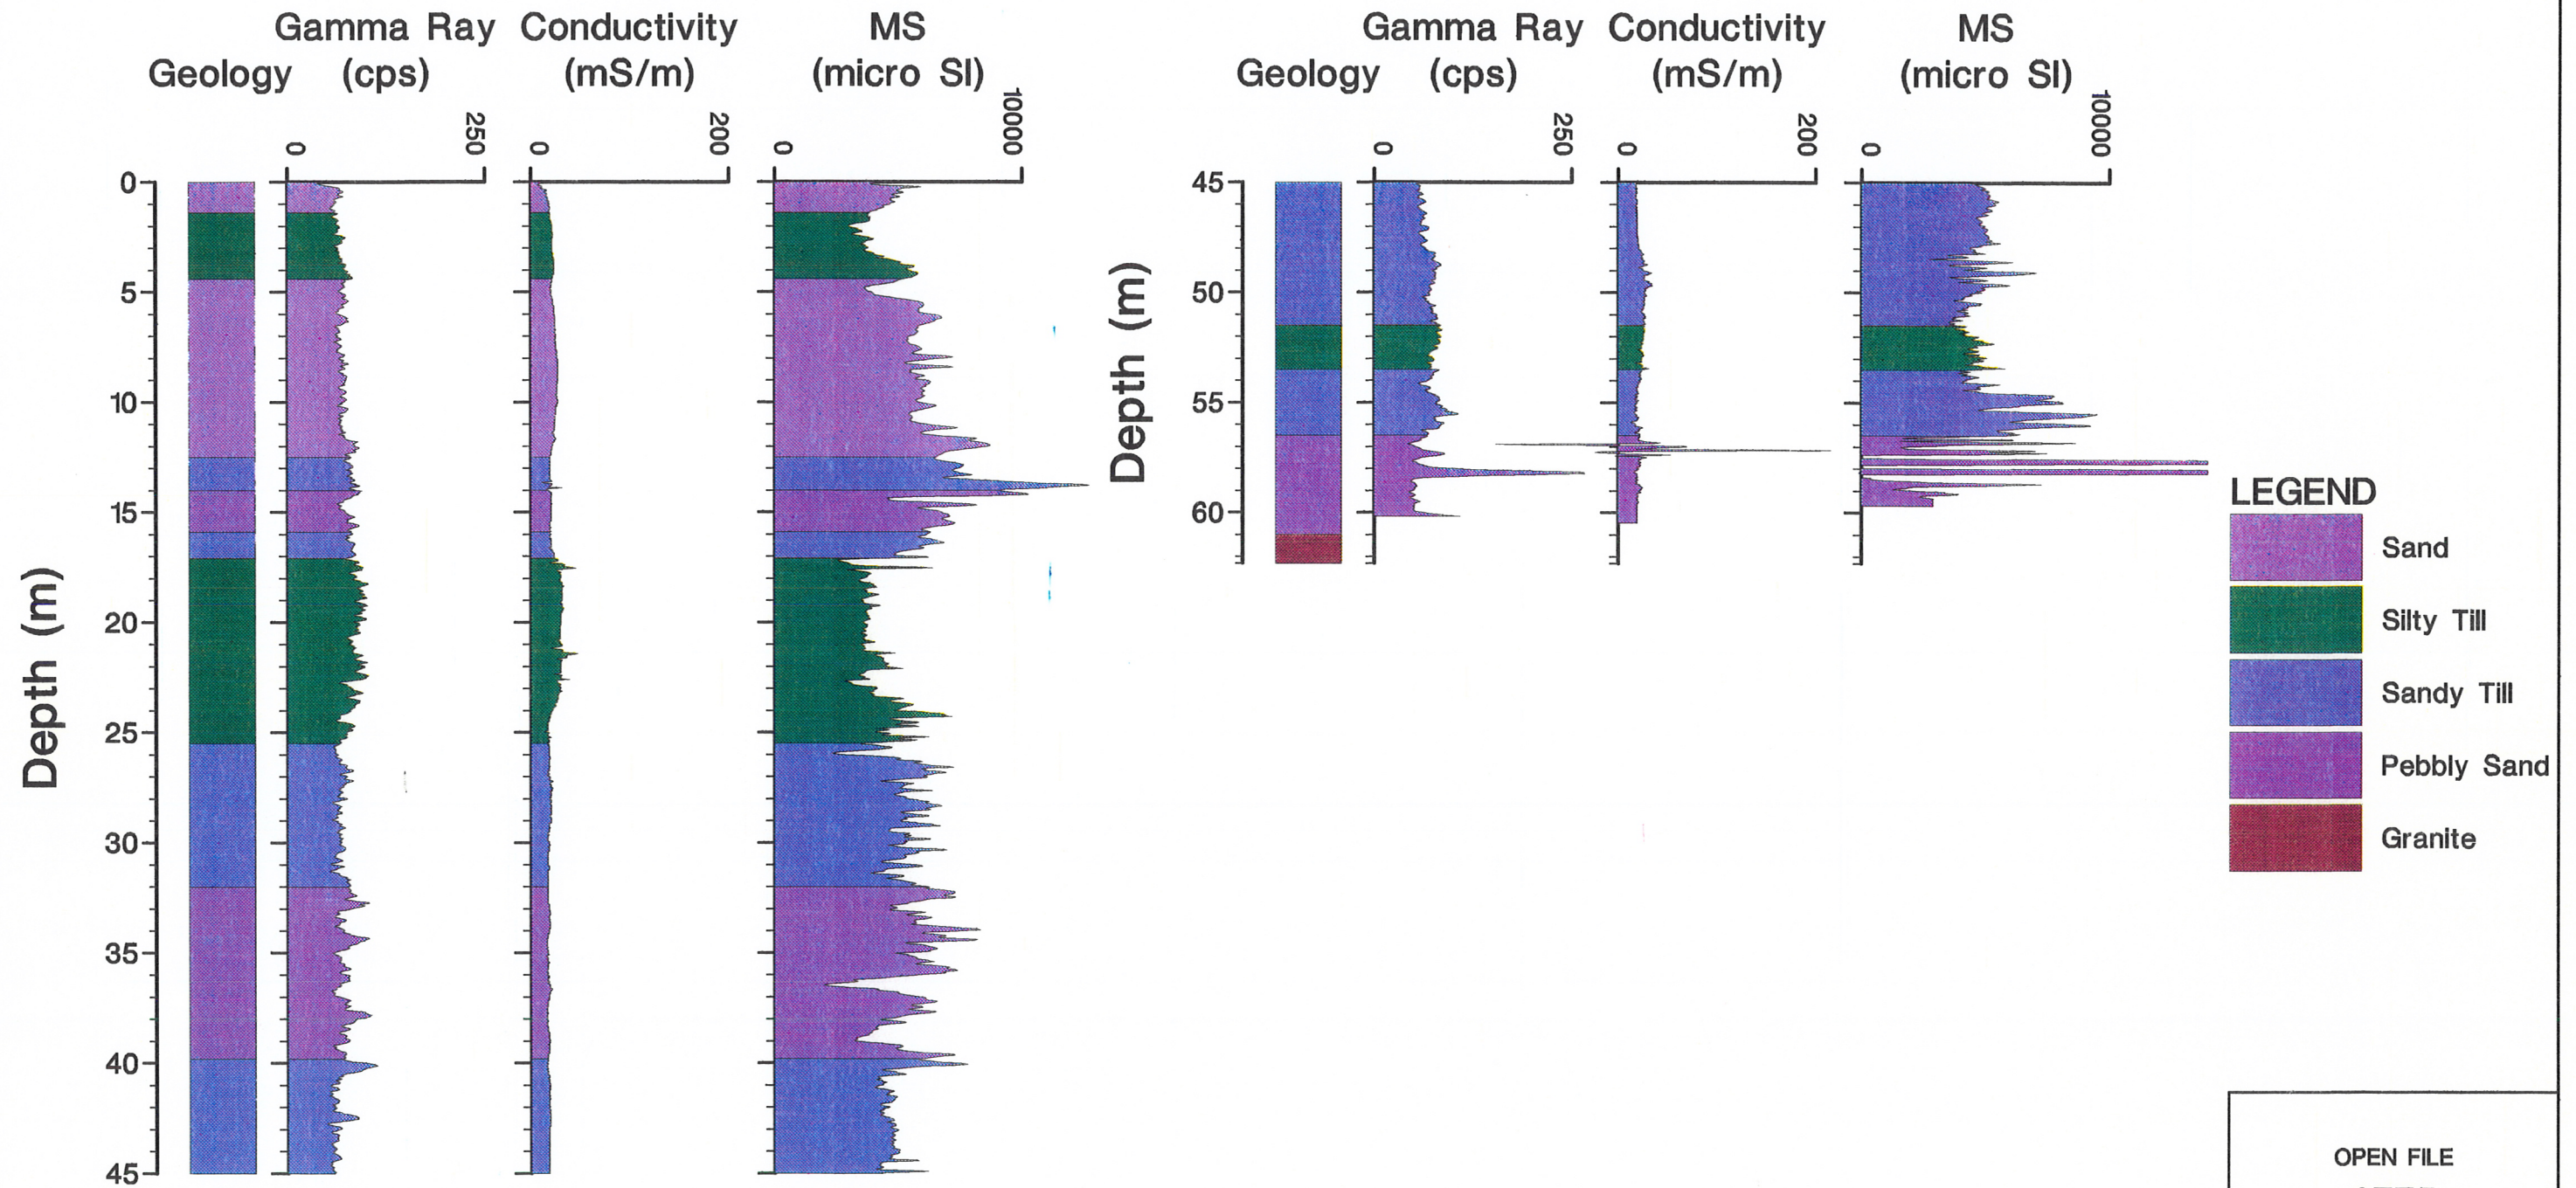 Gamma Ray Conductivity MS
Geology (cps) (mS/m) (micro SI)
0 250 0 200 0 10000
Depth (m)
0
5
10
15
20
25
30
35
40
45
Gamma Ray Conductivity MS
Geology (cps) (mS/m) (micro SI)
0 250 0 200 0 10000
Depth (m)
45
50
55
60
LEGEND
Sand
Silty Till
Sandy Till
Pebbly Sand
Granite
OPEN FILE